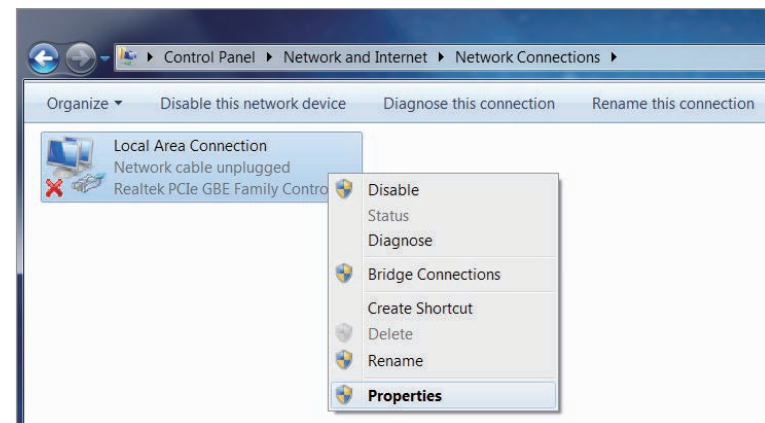 Control Panel ▸ Network and Internet ▸ Network Connections ▸
Organize ▾ Disable this network device Diagnose this connection Rename this connection
Local Area Connection
Network cable unplugged
Realtek PCIe GBE Family Contro
Disable
Status
Diagnose
Bridge Connections
Create Shortcut
Delete
Rename
Properties